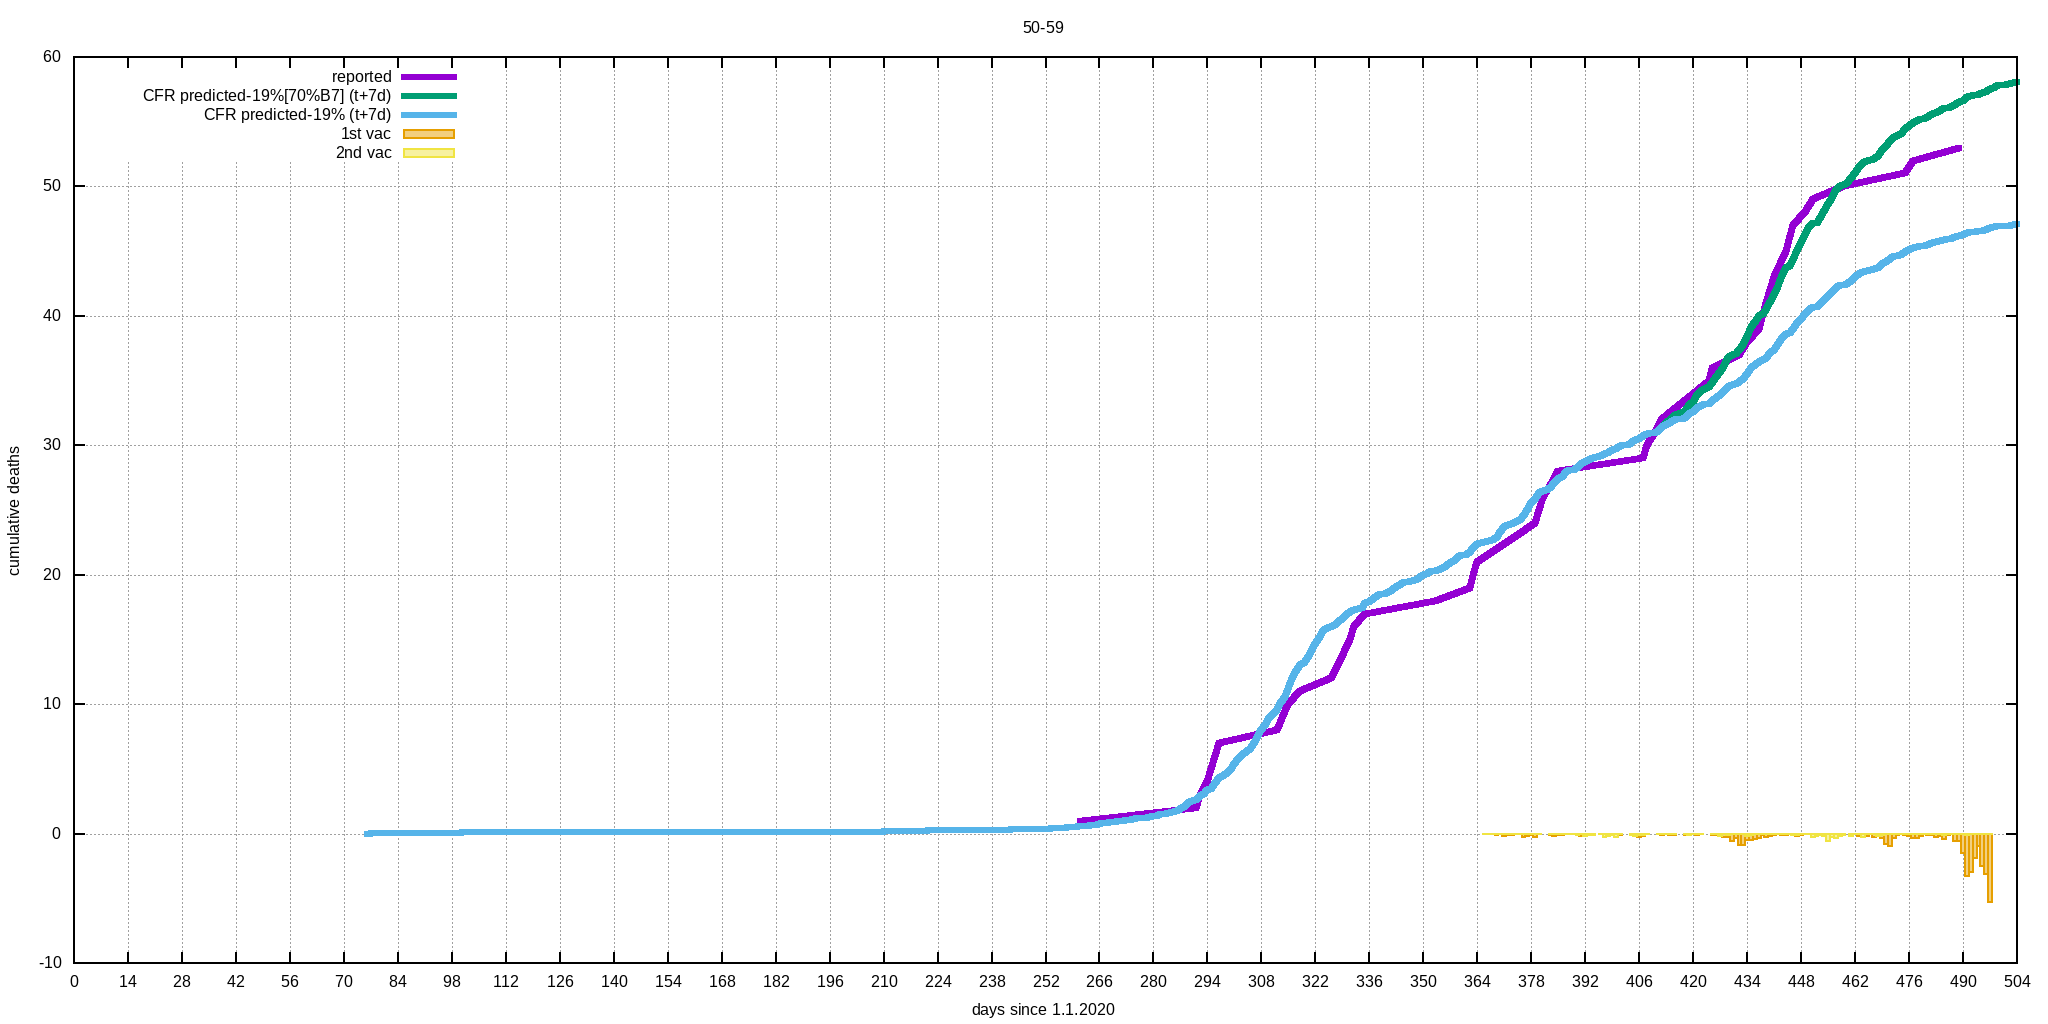 50-59
60
50
40
30
20
10
0
-10
cumulative deaths
reported
CFR predicted-19%[70%B7] (t+7d)
CFR predicted-19% (t+7d)
1st vac
2nd vac
0 14 28 42 56 70 84 98 112 126 140 154 168 182 196 210 224 238 252 266 280 294 308 322 336 350 364 378 392 406 420 434 448 462 476 490 504
days since 1.1.2020